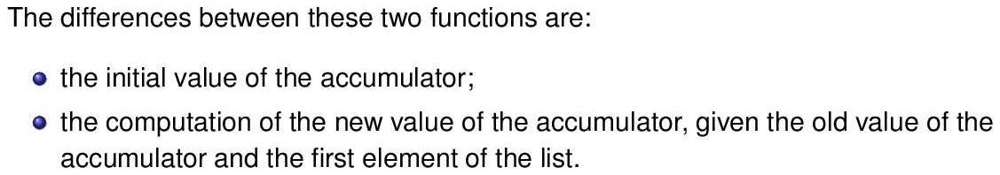 The differences between these two functions are:
the initial value of the accumulator;
the computation of the new value of the accumulator, given the old value of the
accumulator and the first element of the list.